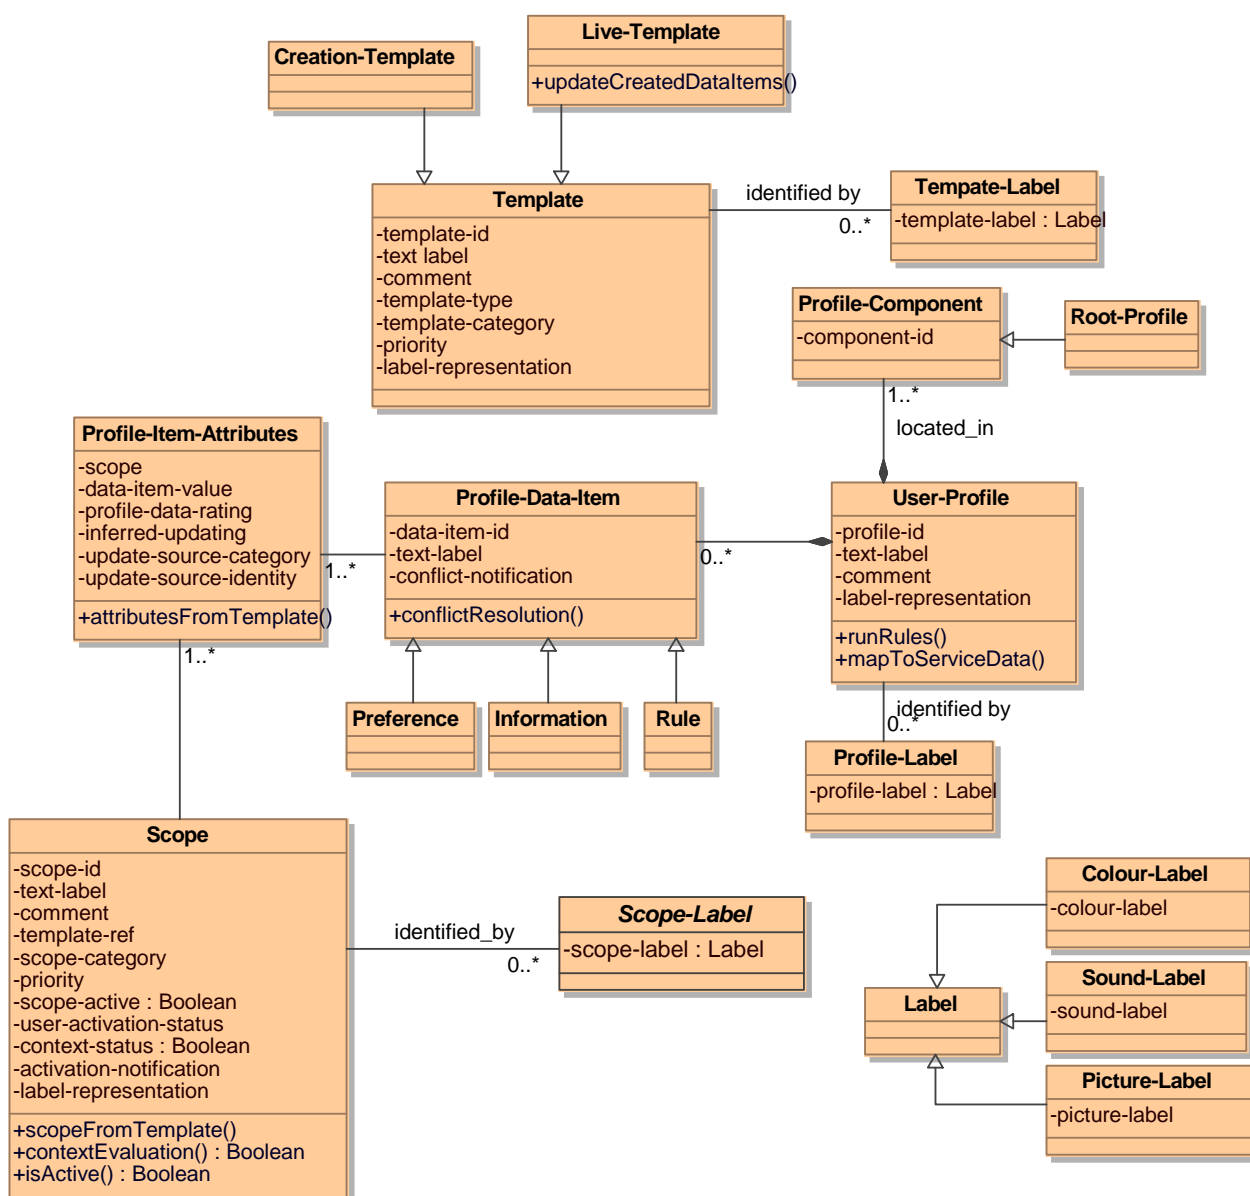 Live-Template
+updateCreatedDataItems()
Creation-Template
Template
-template-id
-text label
-comment
-template-type
-template-category
-priority
-label-representation
identified by
0..*
Tempate-Label
-template-label : Label
Profile-Component
-component-id
Root-Profile
1..*
located_in
Profile-Item-Attributes
-scope
-data-item-value
-profile-data-rating
-inferred-updating
-update-source-category
-update-source-identity
+attributesFromTemplate()
1..*
1..*
Profile-Data-Item
-data-item-id
-text-label
-conflict-notification
+conflictResolution()
0..*
User-Profile
-profile-id
-text-label
-comment
-label-representation
+runRules()
+mapToServiceData()
identified by
0..*
Preference
Information
Rule
Profile-Label
-profile-label : Label
Scope
-scope-id
-text-label
-comment
-template-ref
-scope-category
-priority
-scope-active : Boolean
-user-activation-status
-context-status : Boolean
-activation-notification
-label-representation
+scopeFromTemplate()
+contextEvaluation() : Boolean
+isActive() : Boolean
identified_by
0..*
Scope-Label
-scope-label : Label
Colour-Label
-colour-label
Label
Sound-Label
-sound-label
Picture-Label
-picture-label